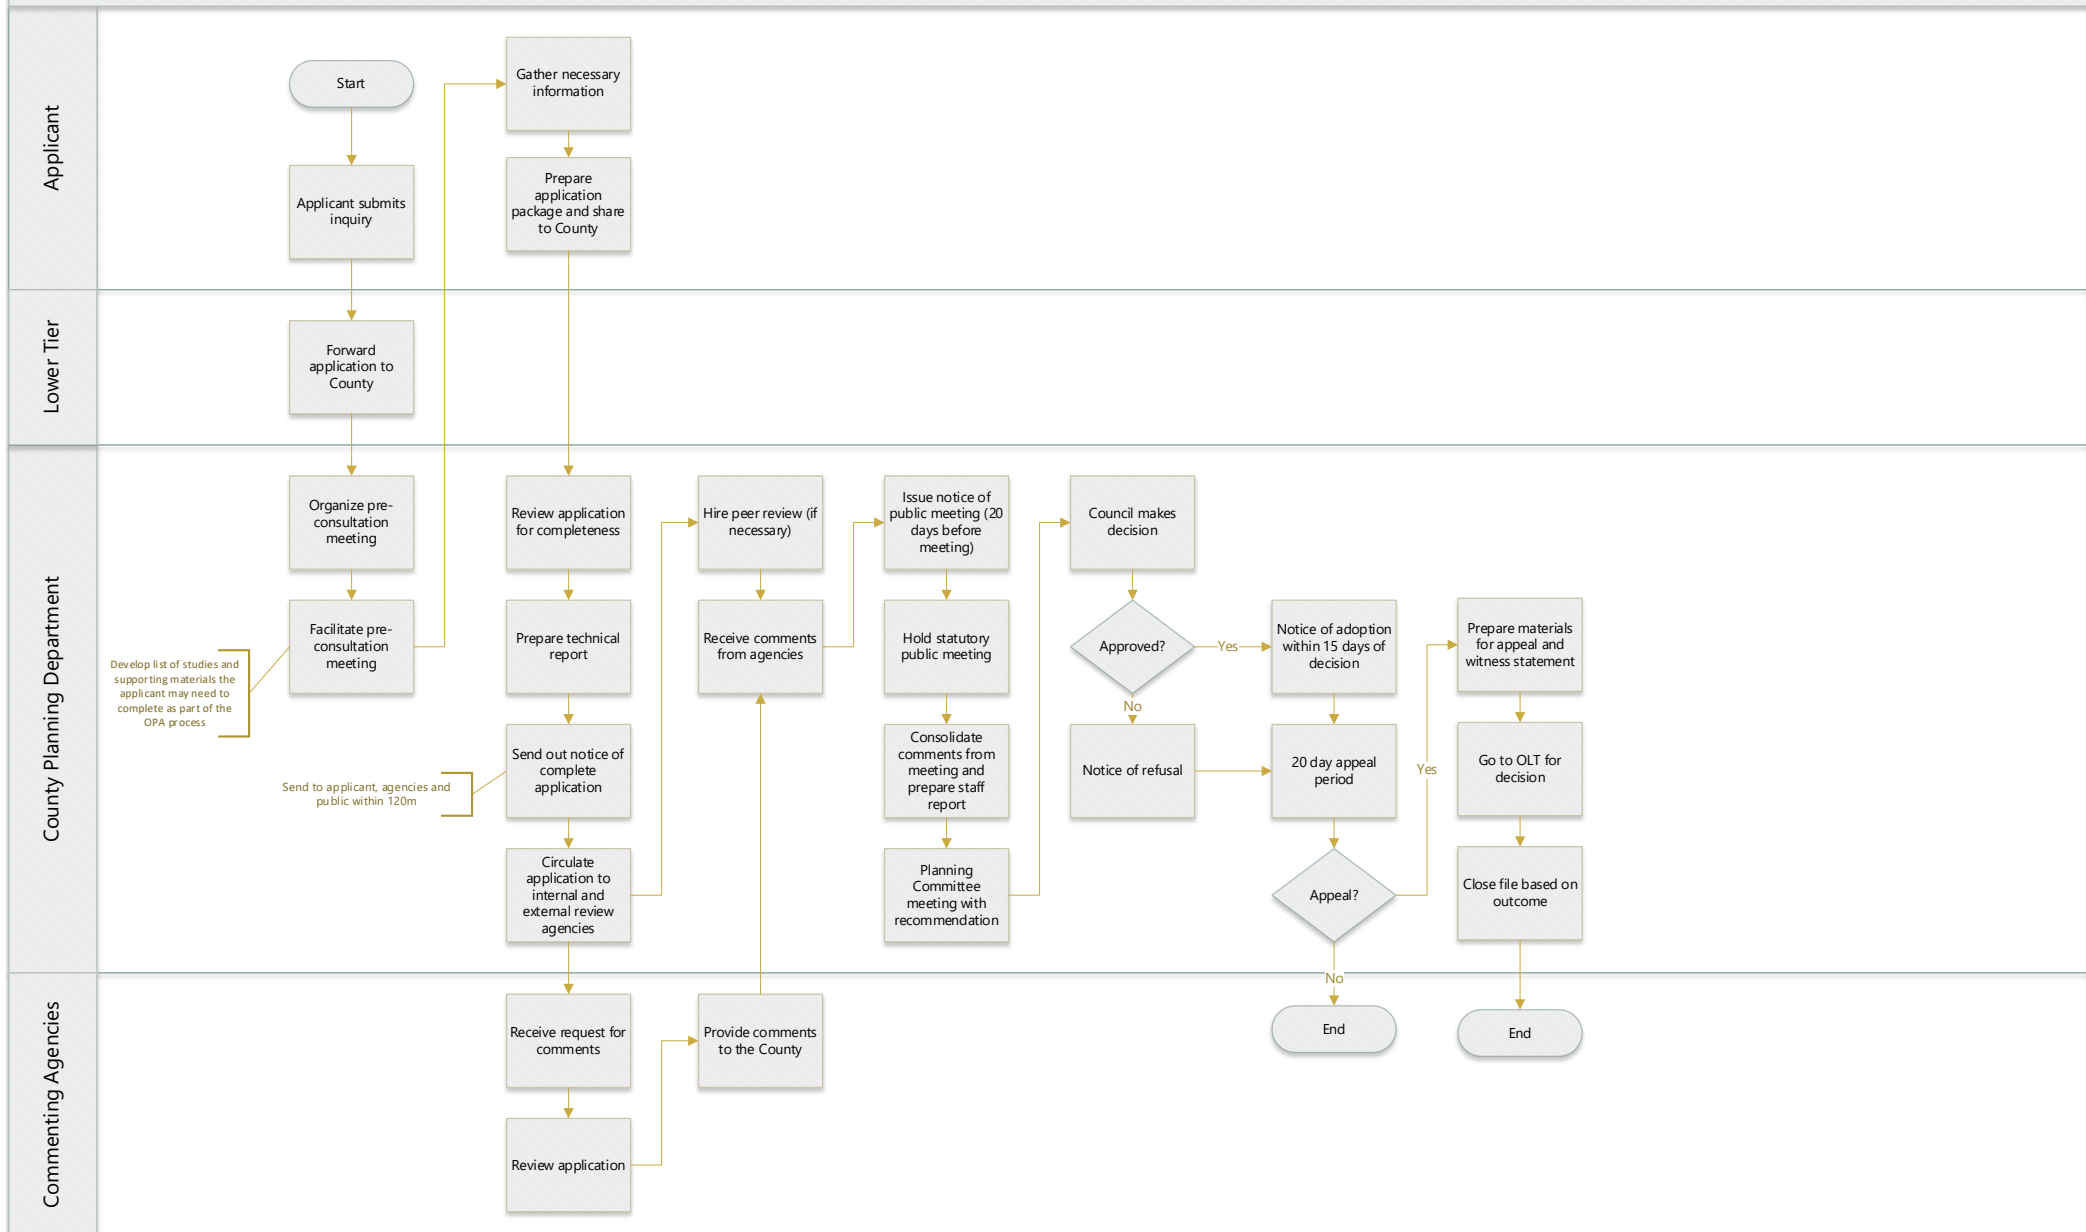 Applicant
Start
Applicant submits
inquiry
Gather necessary
information
Prepare
application
package and share
to County
Lower Tier
Forward
application to
County
County Planning Department
Organize pre-
consultation
meeting
Facilitate pre-
consultation
meeting
Develop list of studies and
supporting materials the
applicant may need to
complete as part of the
OPA process
Review application
for completeness
Prepare technical
report
Send out notice of
complete
application
Send to applicant, agencies and
public within 120m
Circulate
application to
internal and
external review
agencies
Hire peer review (if
necessary)
Receive comments
from agencies
Issue notice of
public meeting (20
days before
meeting)
Hold statutory
public meeting
Consolidate
comments from
meeting and
prepare staff
report
Planning
Committee
meeting with
recommendation
Council makes
decision
Approved?
Yes
No
Notice of refusal
Notice of adoption
within 15 days of
decision
20 day appeal
period
Appeal?
Yes
No
Prepare materials
for appeal and
witness statement
Go to OLT for
decision
Close file based on
outcome
Commenting Agencies
Receive request for
comments
Review application
Provide comments
to the County
End
End